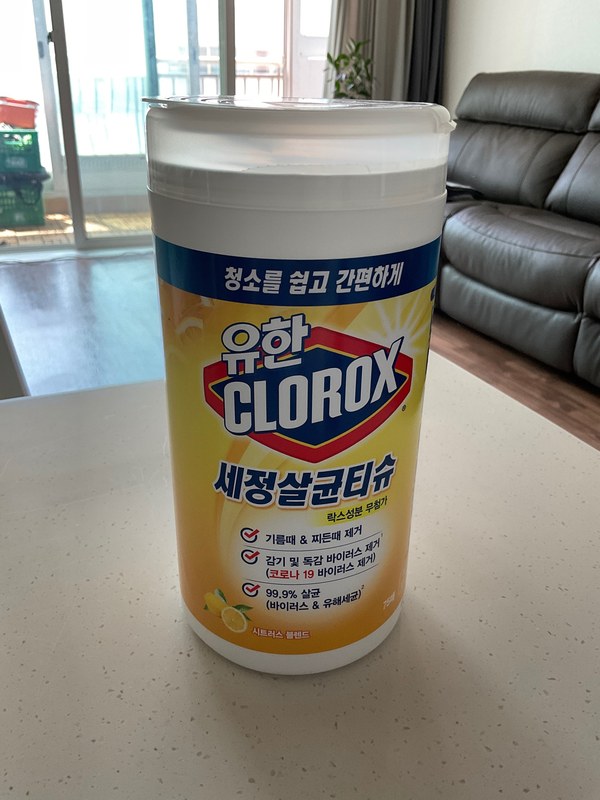 청소를 쉽고 간편하게
유한
CLOROX
세정살균티슈
락스성분 무첨가
기름때 & 찌든때 제거
감기 및 독감 바이러스 제거¹
(코로나 19 바이러스 제거)
99.9% 살균
(바이러스 & 유해세균)²
시트러스 블렌드